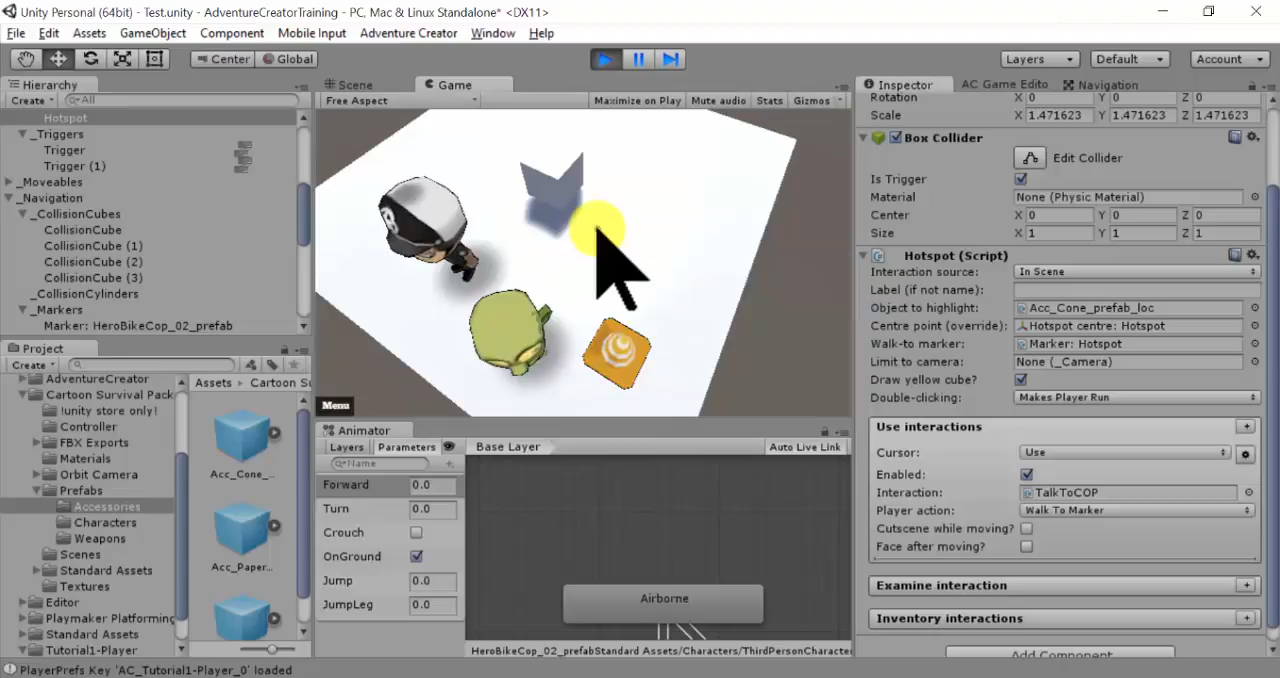 Unity Personal (64bit) - Test.unity - AdventureCreatorTraining - PC, Mac & Linux Standalone* <DX11>
File Edit Assets GameObject Component Mobile Input Adventure Creator Window Help
Center Global Layers Default Account
Hierarchy
Create All
Hotspot
_Triggers
Trigger
Trigger (1)
_Moveables
_Navigation
_CollisionCubes
CollisionCube
CollisionCube (1)
CollisionCube (2)
CollisionCube (3)
_CollisionCylinders
_Markers
Marker: HeroBikeCop_02_prefab
Project
Create
AdventureCreator
Cartoon Survival Pack
!unity store only!
Controller
FBX Exports
Materials
Orbit Camera
Prefabs
Accessories
Characters
Weapons
Scenes
Standard Assets
Textures
Editor
Playmaker Platforming
Standard Assets
Tutorial1-Player
Assets Cartoon Su
Acc_Cone_...
Acc_Paper...
Scene Game
Free Aspect Maximize on Play Mute audio Stats Gizmos
Menu
Animator
Layers Parameters Base Layer Auto Live Link
Name
Forward 0.0
Turn 0.0
Crouch
OnGround
Jump 0.0
JumpLeg 0.0
Airborne
HeroBikeCop_02_prefabStandard Assets/Characters/ThirdPersonCharacte
Inspector AC Game Edito Navigation
Rotation X 0 Y 0 Z 0
Scale X 1.471623 Y 1.471623 Z 1.471623
Box Collider
Edit Collider
Is Trigger
Material None (Physic Material)
Center X 0 Y 0 Z 0
Size X 1 Y 1 Z 1
Hotspot (Script)
Interaction source: In Scene
Label (if not name):
Object to highlight: Acc_Cone_prefab_loc
Centre point (override): Hotspot centre: Hotspot
Walk-to marker: Marker: Hotspot
Limit to camera: None (_Camera)
Draw yellow cube?
Double-clicking: Makes Player Run
Use interactions +
Cursor: Use
Enabled:
Interaction: TalkToCOP
Player action: Walk To Marker
Cutscene while moving?
Face after moving?
Examine interaction +
Inventory interactions +
Add Component
PlayerPrefs Key 'AC_Tutorial1-Player_0' loaded